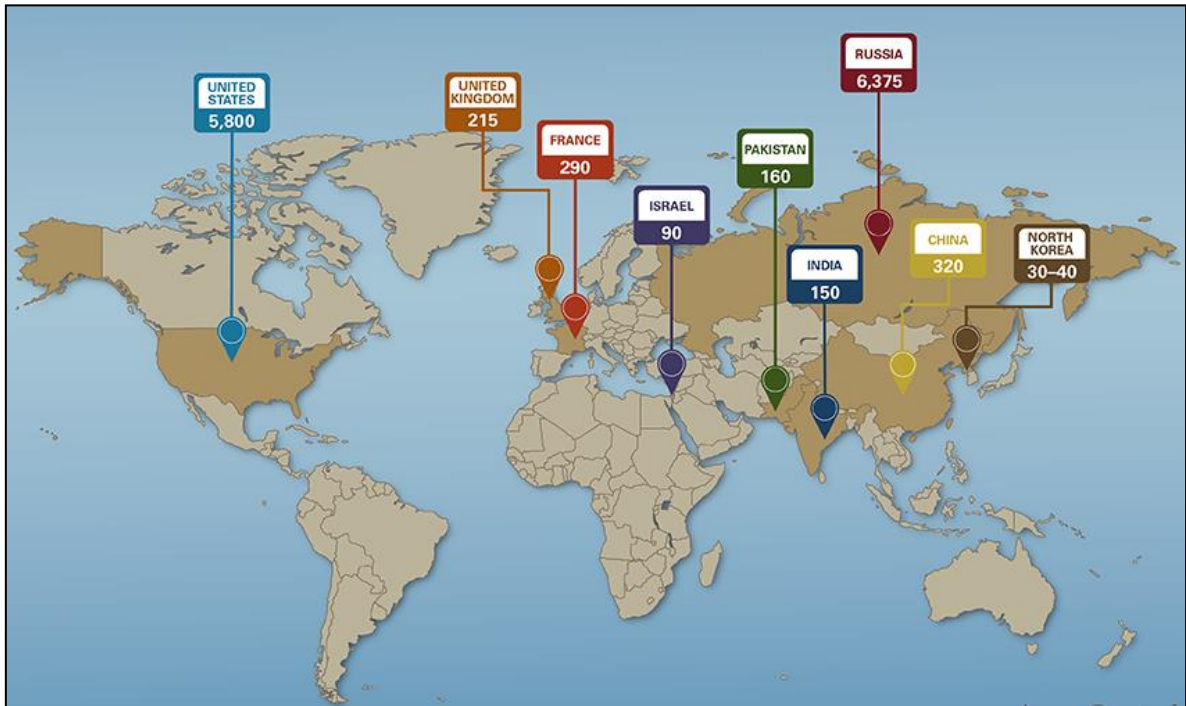 UNITED
STATES
5,800
UNITED
KINGDOM
215
FRANCE
290
ISRAEL
90
PAKISTAN
160
RUSSIA
6,375
INDIA
150
CHINA
320
NORTH
KOREA
30–40